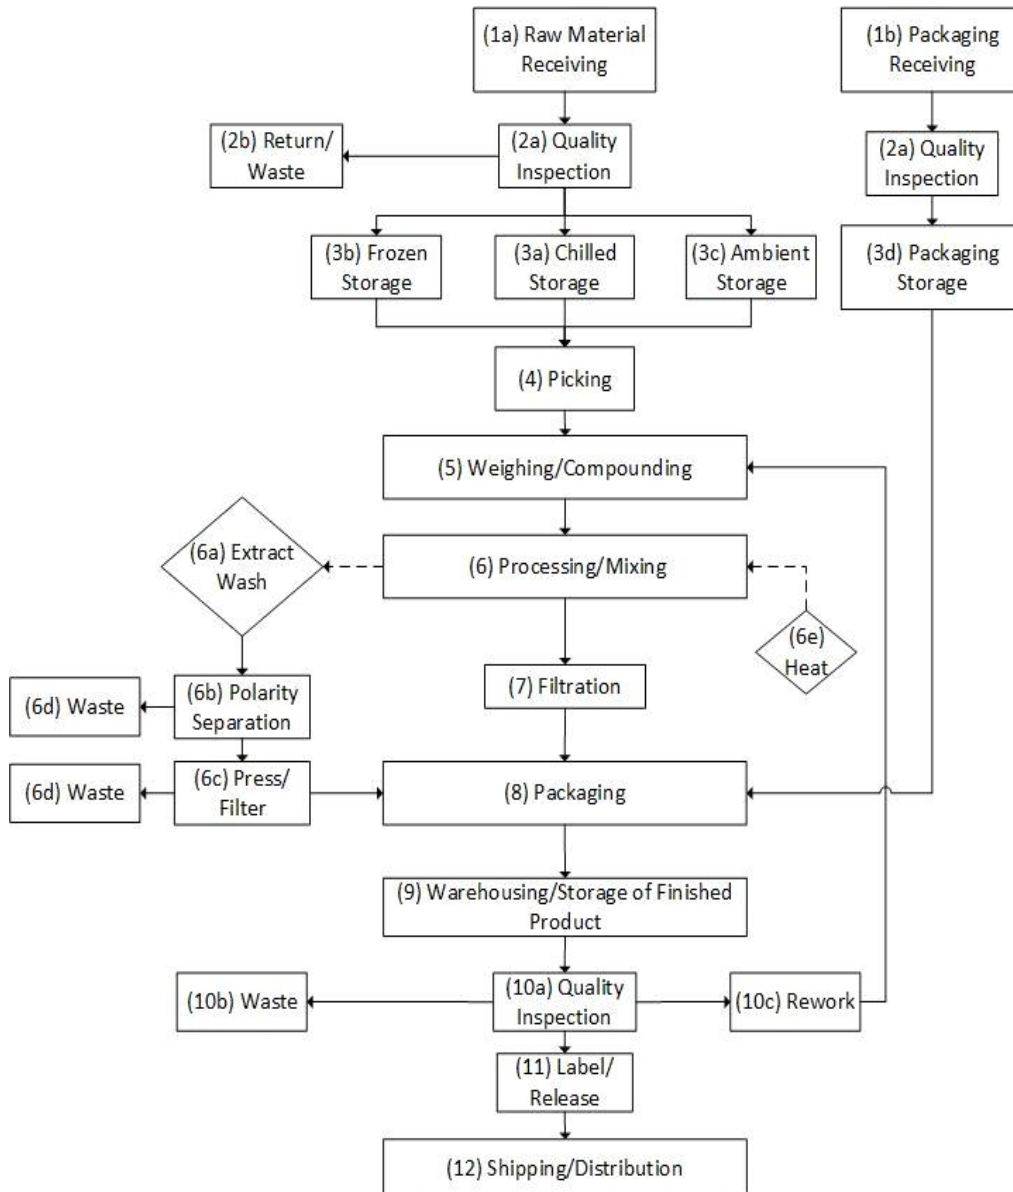 (1a) Raw Material
Receiving
(1b) Packaging
Receiving
(2b) Return/
Waste
(2a) Quality
Inspection
(2a) Quality
Inspection
(3b) Frozen
Storage
(3a) Chilled
Storage
(3c) Ambient
Storage
(3d) Packaging
Storage
(4) Picking
(5) Weighing/Compounding
(6a) Extract
Wash
(6) Processing/Mixing
(6e)
Heat
(6d) Waste
(6b) Polarity
Separation
(7) Filtration
(6d) Waste
(6c) Press/
Filter
(8) Packaging
(9) Warehousing/Storage of Finished
Product
(10b) Waste
(10a) Quality
Inspection
(10c) Rework
(11) Label/
Release
(12) Shipping/Distribution